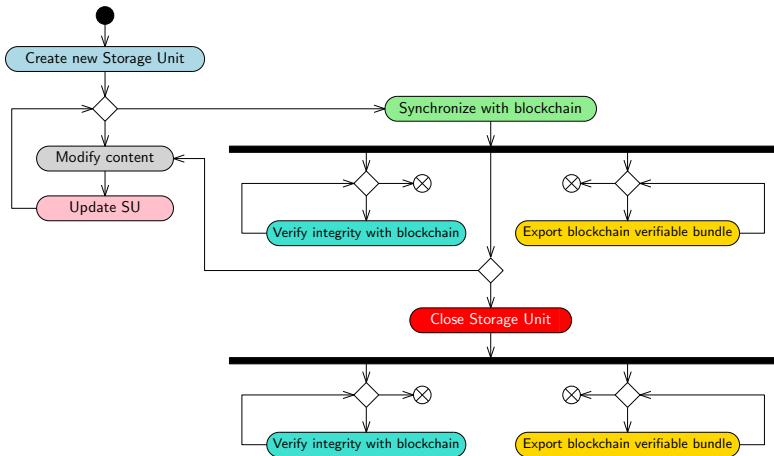 Create new Storage Unit
Synchronize with blockchain
Modify content
Update SU
Verify integrity with blockchain
Export blockchain verifiable bundle
Close Storage Unit
Verify integrity with blockchain
Export blockchain verifiable bundle